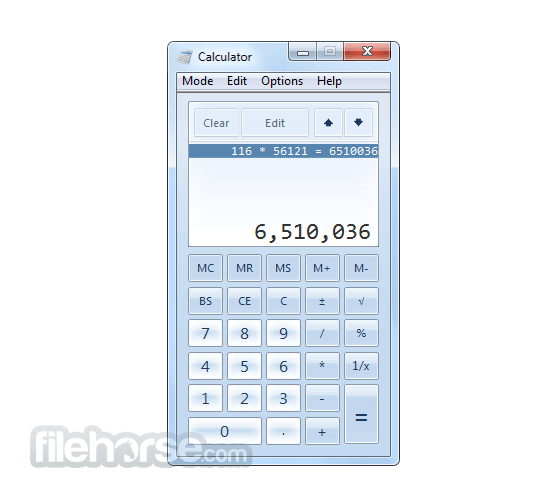 Calculator
Mode Edit Options Help
Clear Edit
116 * 56121 = 6510036
6,510,036
MC MR MS M+ M-
BS CE C ± √
7 8 9 / %
4 5 6 * 1/x
1 2 3 - =
0 . +
filehorse.com